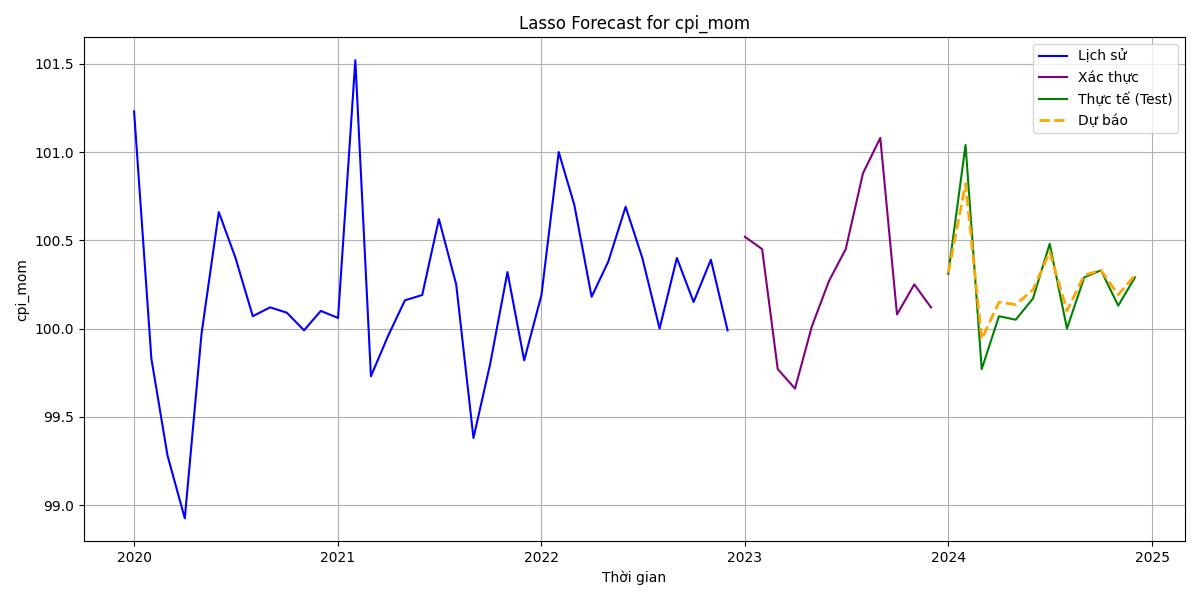 Lasso Forecast for cpi_mom
Lịch sử
Xác thực
Thực tế (Test)
Dự báo
cpi_mom
101.5
101.0
100.5
100.0
99.5
99.0
2020
2021
2022
2023
2024
2025
Thời gian